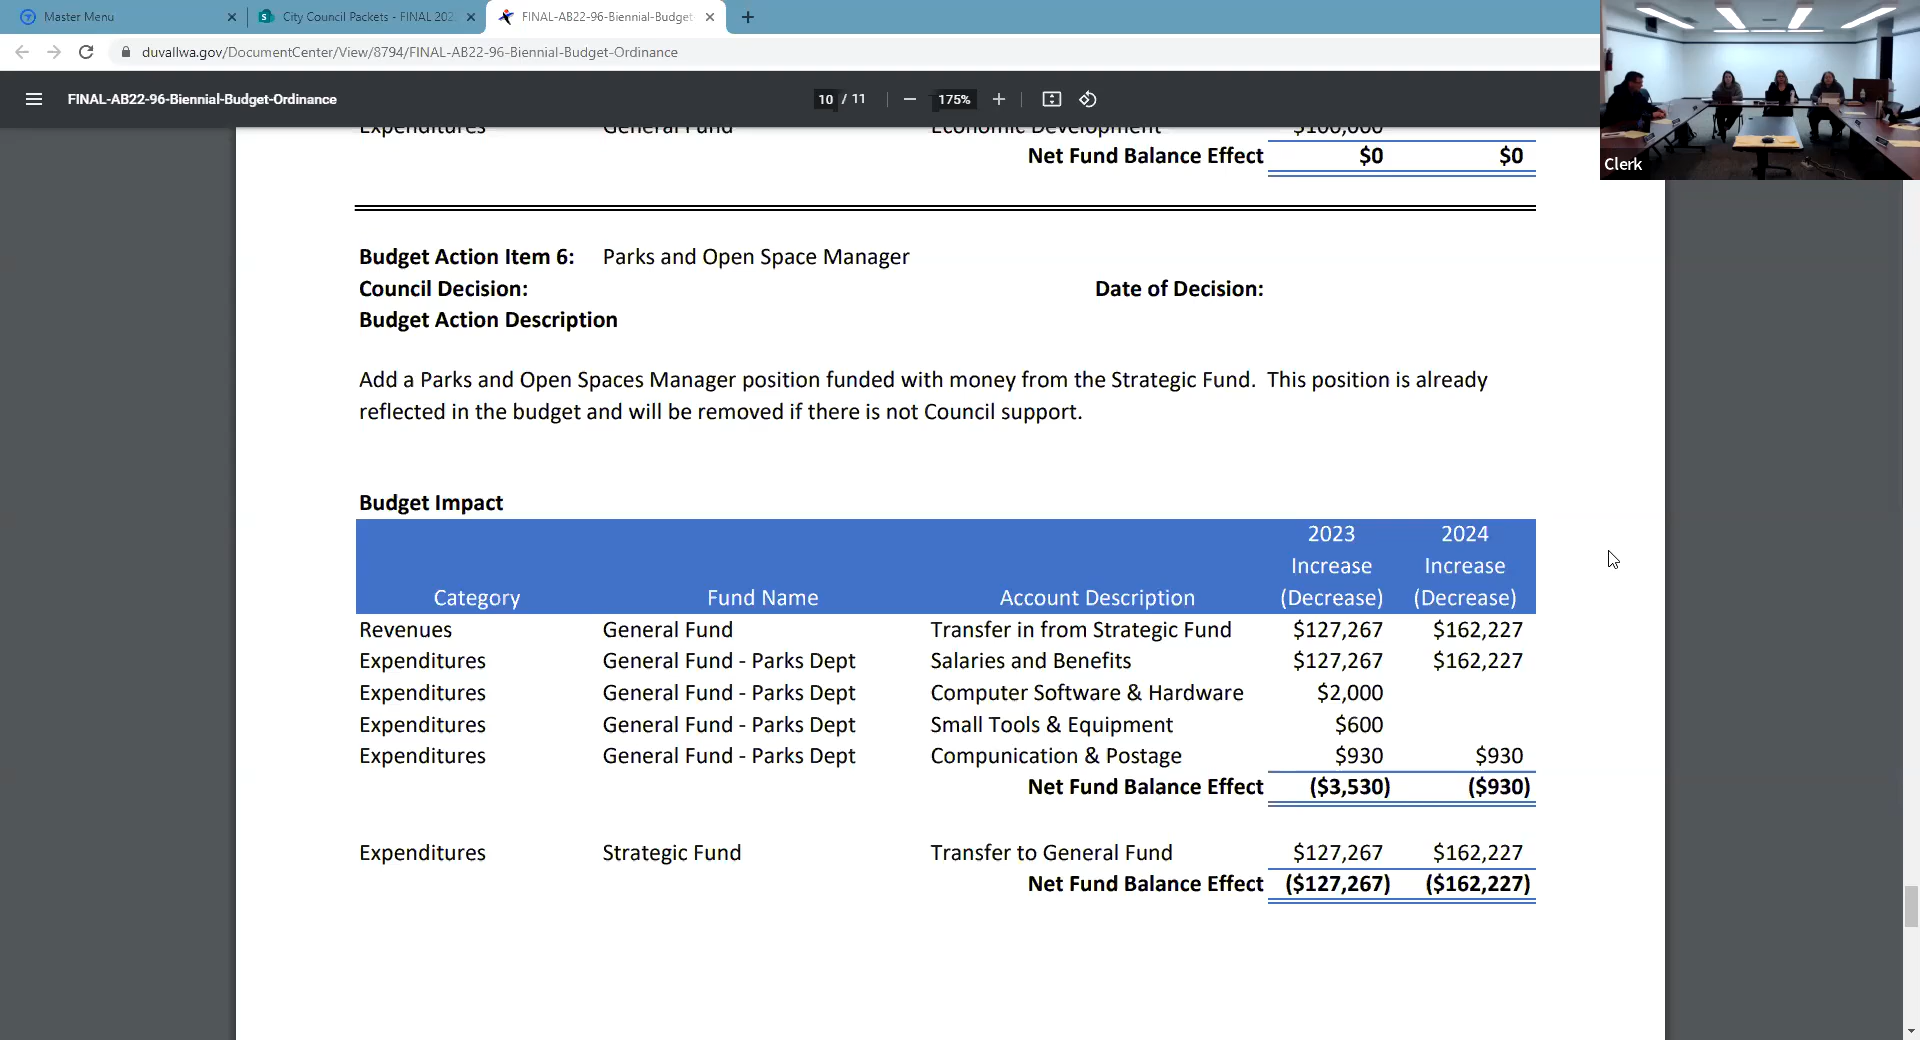 Master Menu
City Council Packets - FINAL 202
FINAL-AB22-96-Biennial-Budget-
duvallwa.gov/DocumentCenter/View/8794/FINAL-AB22-96-Biennial-Budget-Ordinance
FINAL-AB22-96-Biennial-Budget-Ordinance
10 / 11
175%
Clerk
Expenditures General Fund Economic Development $100,000
Net Fund Balance Effect $0 $0
Budget Action Item 6: Parks and Open Space Manager
Council Decision: Date of Decision:
Budget Action Description
Add a Parks and Open Spaces Manager position funded with money from the Strategic Fund. This position is already
reflected in the budget and will be removed if there is not Council support.
Budget Impact
2023 2024
Increase Increase
Category Fund Name Account Description (Decrease) (Decrease)
Revenues General Fund Transfer in from Strategic Fund $127,267 $162,227
Expenditures General Fund - Parks Dept Salaries and Benefits $127,267 $162,227
Expenditures General Fund - Parks Dept Computer Software & Hardware $2,000
Expenditures General Fund - Parks Dept Small Tools & Equipment $600
Expenditures General Fund - Parks Dept Compunication & Postage $930 $930
Net Fund Balance Effect ($3,530) ($930)
Expenditures Strategic Fund Transfer to General Fund $127,267 $162,227
Net Fund Balance Effect ($127,267) ($162,227)